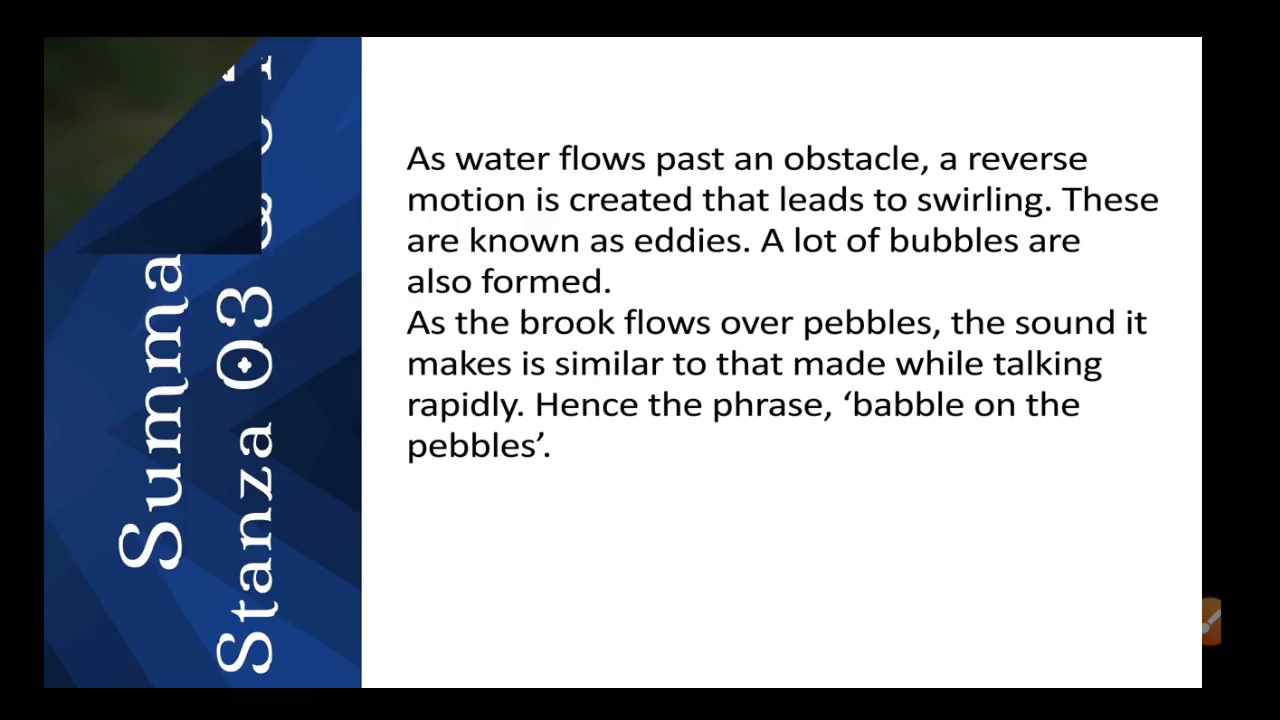 Summa
Stanza 03 &
As water flows past an obstacle, a reverse
motion is created that leads to swirling. These
are known as eddies. A lot of bubbles are
also formed.
As the brook flows over pebbles, the sound it
makes is similar to that made while talking
rapidly. Hence the phrase, ‘babble on the
pebbles’.